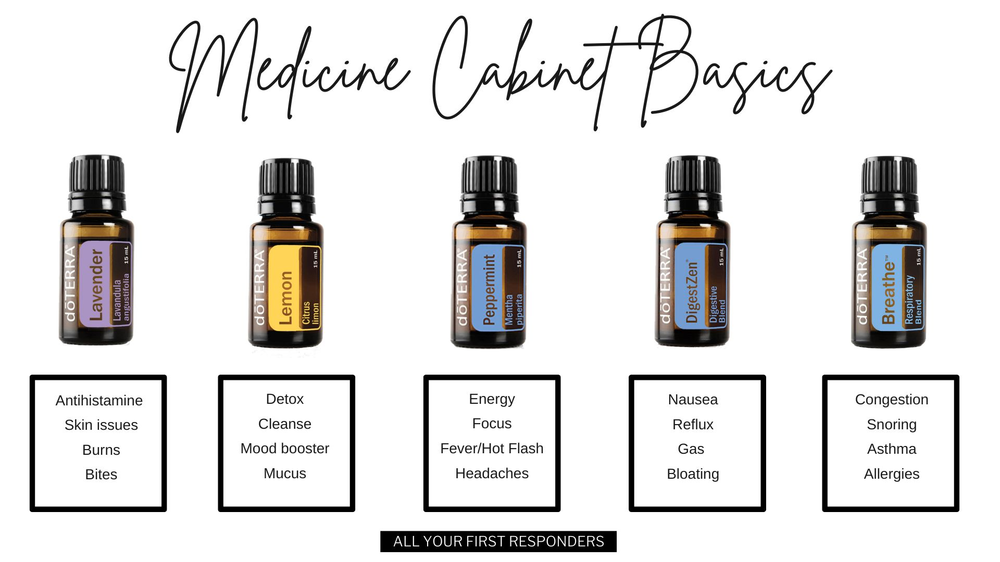 Medicine Cabinet Basics
dōTERRA®
Lavender
Lavandula
angustifolia
15 mL
dōTERRA®
Lemon
Citrus
limon
15 mL
dōTERRA®
Peppermint
Mentha
piperita
15 mL
dōTERRA®
DigestZen®
Digestive
Blend
15 mL
dōTERRA®
Breathe™
Respiratory
Blend
15 mL
Antihistamine
Skin issues
Burns
Bites
Detox
Cleanse
Mood booster
Mucus
Energy
Focus
Fever/Hot Flash
Headaches
Nausea
Reflux
Gas
Bloating
Congestion
Snoring
Asthma
Allergies
ALL YOUR FIRST RESPONDERS